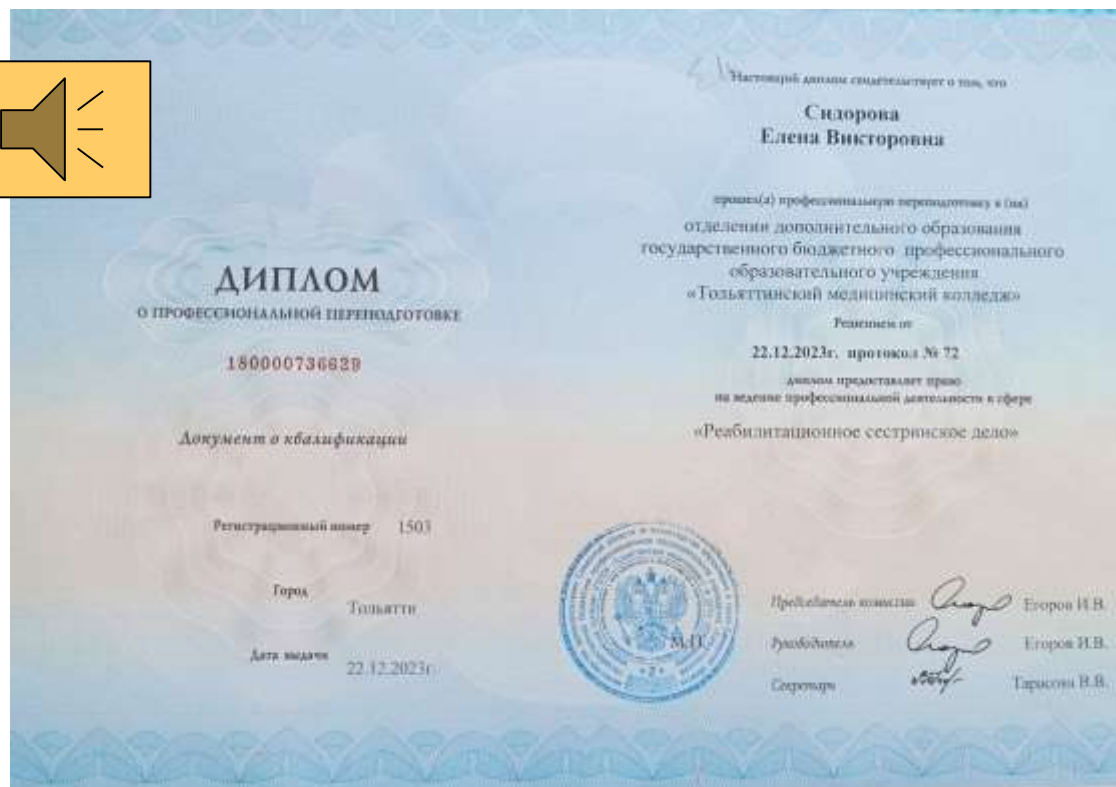 ДИПЛОМ
О ПРОФЕССИОНАЛЬНОЙ ПЕРЕПОДГОТОВКЕ
180000736629
Документ о квалификации
Регистрационный номер 1503
Город
Тольятти
Дата выдачи
22.12.2023г.
Настоящий диплом свидетельствует о том, что
Сидорова
Елена Викторовна
прошел(а) профессиональную переподготовку в (на)
отделении дополнительного образования
государственного бюджетного профессионального
образовательного учреждения
«Тольяттинский медицинский колледж»
Решением от
22.12.2023г. протокол № 72
диплом предоставляет право
на ведение профессиональной деятельности в сфере
«Реабилитационное сестринское дело»
Председатель комиссии Егоров И.В.
М.П. Руководитель Егоров И.В.
Секретарь Тарасова В.В.